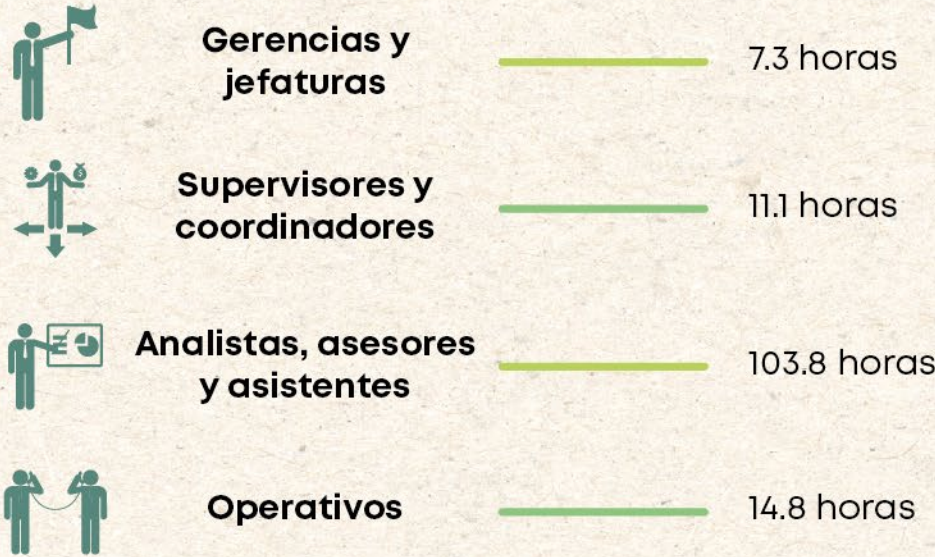 Gerencias y
jefaturas
7.3 horas
Supervisores y
coordinadores
11.1 horas
Analistas, asesores
y asistentes
103.8 horas
Operativos
14.8 horas